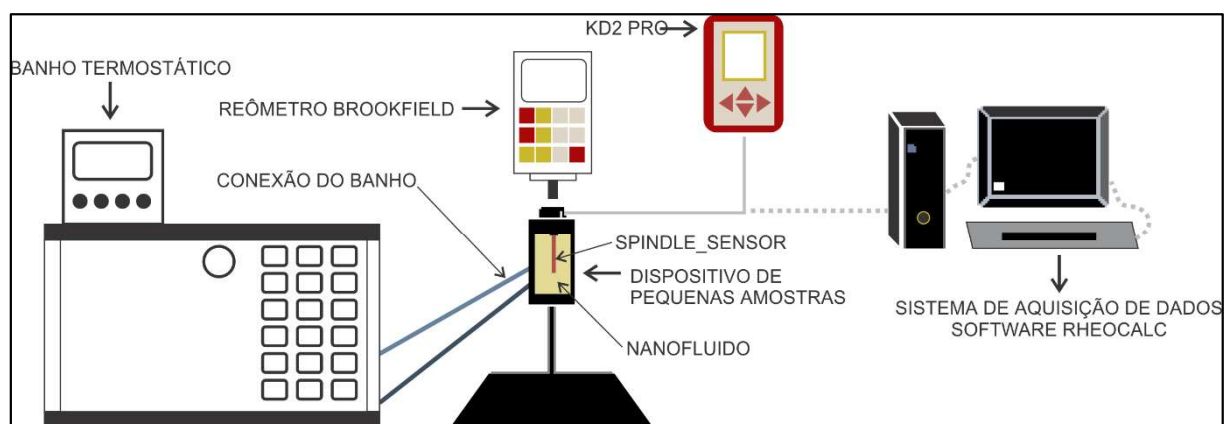 KD2 PRO
BANHO TERMOSTÁTICO
REÔMETRO BROOKFIELD
CONEXÃO DO BANHO
SPINDLE_SENSOR
DISPOSITIVO DE
PEQUENAS AMOSTRAS
NANOFLUIDO
SISTEMA DE AQUISIÇÃO DE DADOS
SOFTWARE RHEOCALC